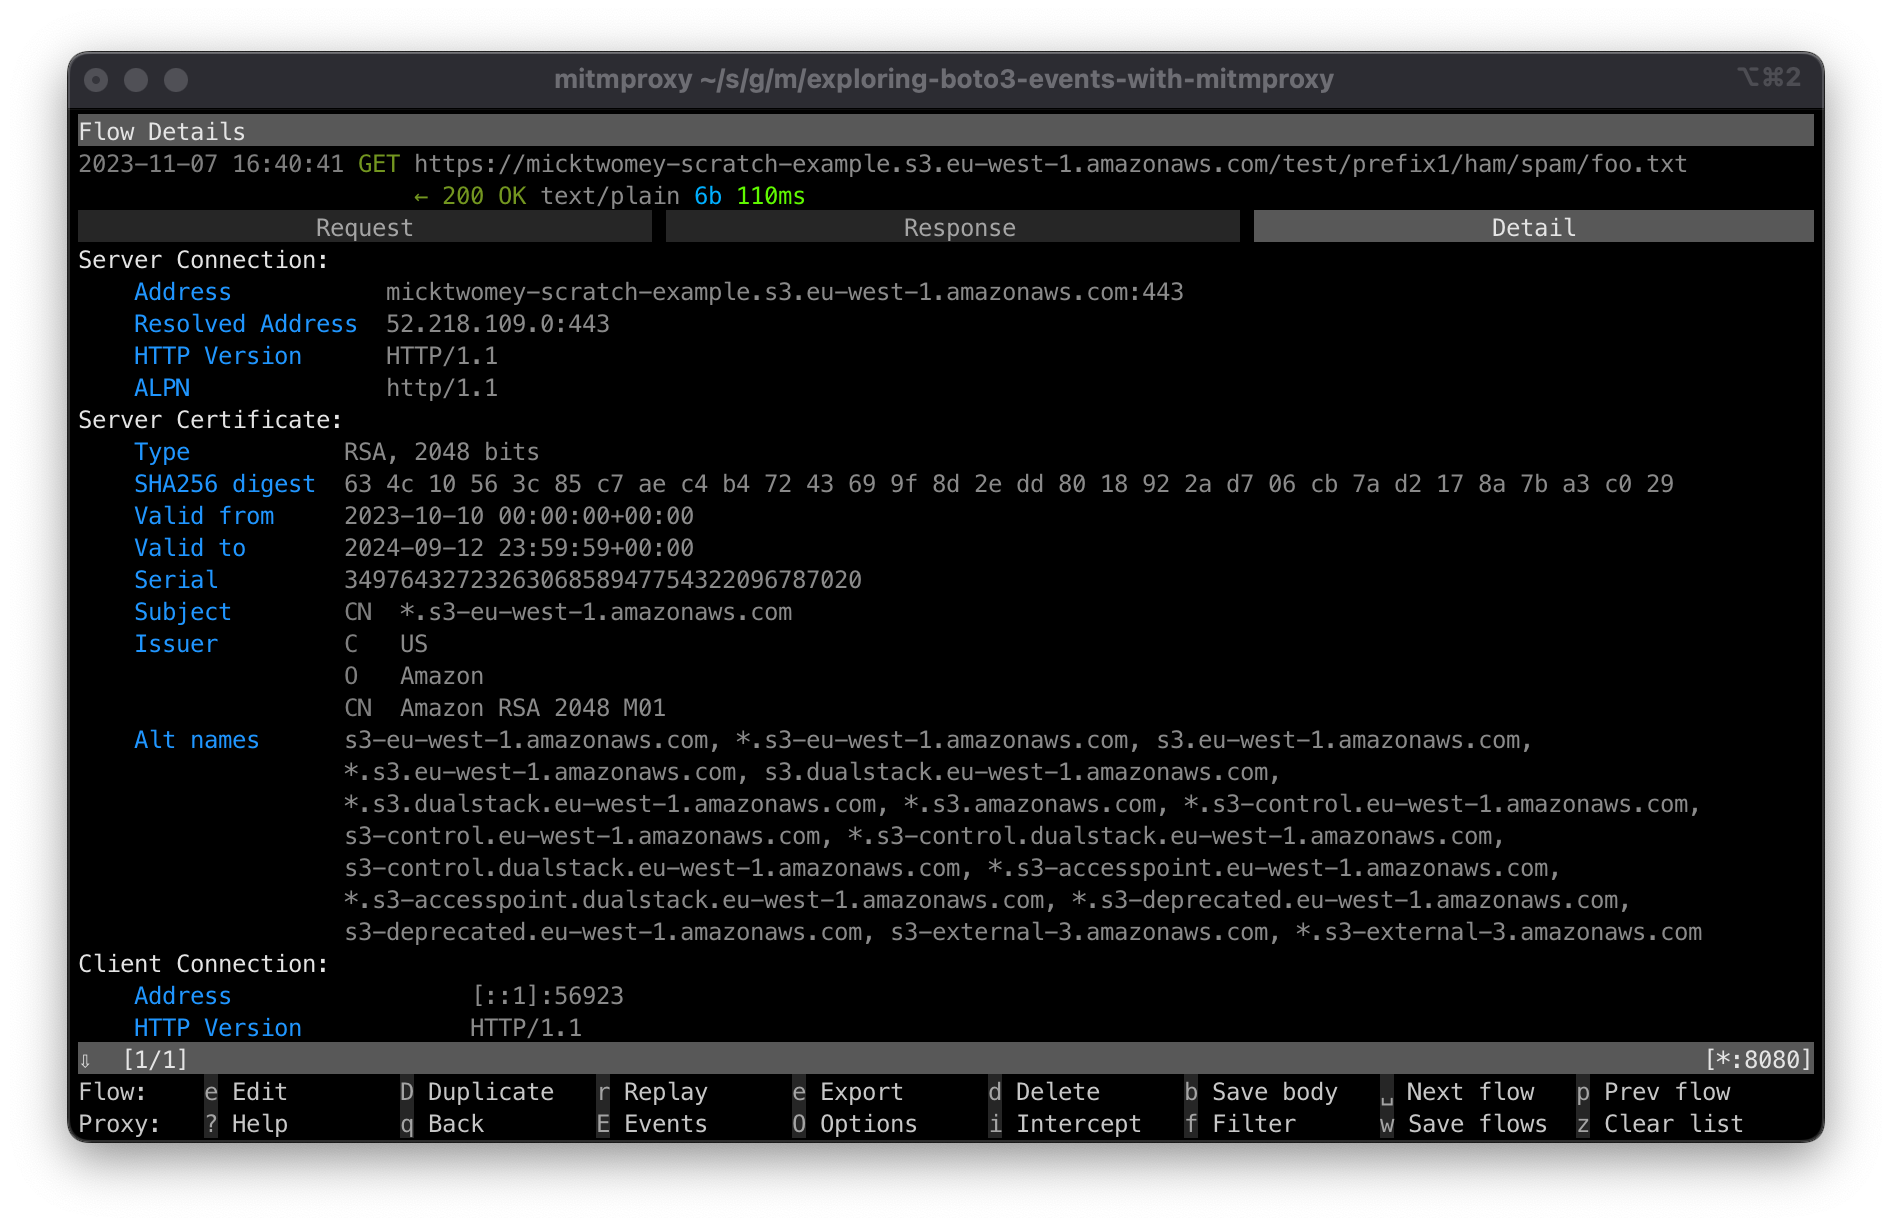 mitmproxy ~/s/g/m/exploring-boto3-events-with-mitmproxy ⌥⌘2
Flow Details
2023-11-07 16:40:41 GET https://micktwomey-scratch-example.s3.eu-west-1.amazonaws.com/test/prefix1/ham/spam/foo.txt
← 200 OK text/plain 6b 110ms
Request Response Detail
Server Connection:
Address micktwomey-scratch-example.s3.eu-west-1.amazonaws.com:443
Resolved Address 52.218.109.0:443
HTTP Version HTTP/1.1
ALPN http/1.1
Server Certificate:
Type RSA, 2048 bits
SHA256 digest 63 4c 10 56 3c 85 c7 ae c4 b4 72 43 69 9f 8d 2e dd 80 18 92 2a d7 06 cb 7a d2 17 8a 7b a3 c0 29
Valid from 2023-10-10 00:00:00+00:00
Valid to 2024-09-12 23:59:59+00:00
Serial 3497643272326306858947754322096787020
Subject CN *.s3-eu-west-1.amazonaws.com
Issuer C US
O Amazon
CN Amazon RSA 2048 M01
Alt names s3-eu-west-1.amazonaws.com, *.s3-eu-west-1.amazonaws.com, s3.eu-west-1.amazonaws.com,
*.s3.eu-west-1.amazonaws.com, s3.dualstack.eu-west-1.amazonaws.com,
*.s3.dualstack.eu-west-1.amazonaws.com, *.s3.amazonaws.com, *.s3-control.eu-west-1.amazonaws.com,
s3-control.eu-west-1.amazonaws.com, *.s3-control.dualstack.eu-west-1.amazonaws.com,
s3-control.dualstack.eu-west-1.amazonaws.com, *.s3-accesspoint.eu-west-1.amazonaws.com,
*.s3-accesspoint.dualstack.eu-west-1.amazonaws.com, *.s3-deprecated.eu-west-1.amazonaws.com,
s3-deprecated.eu-west-1.amazonaws.com, s3-external-3.amazonaws.com, *.s3-external-3.amazonaws.com
Client Connection:
Address [::1]:56923
HTTP Version HTTP/1.1
⇩ [1/1] [*:8080]
Flow: e Edit D Duplicate r Replay e Export d Delete b Save body ␣ Next flow p Prev flow
Proxy: ? Help q Back E Events O Options i Intercept f Filter w Save flows z Clear list